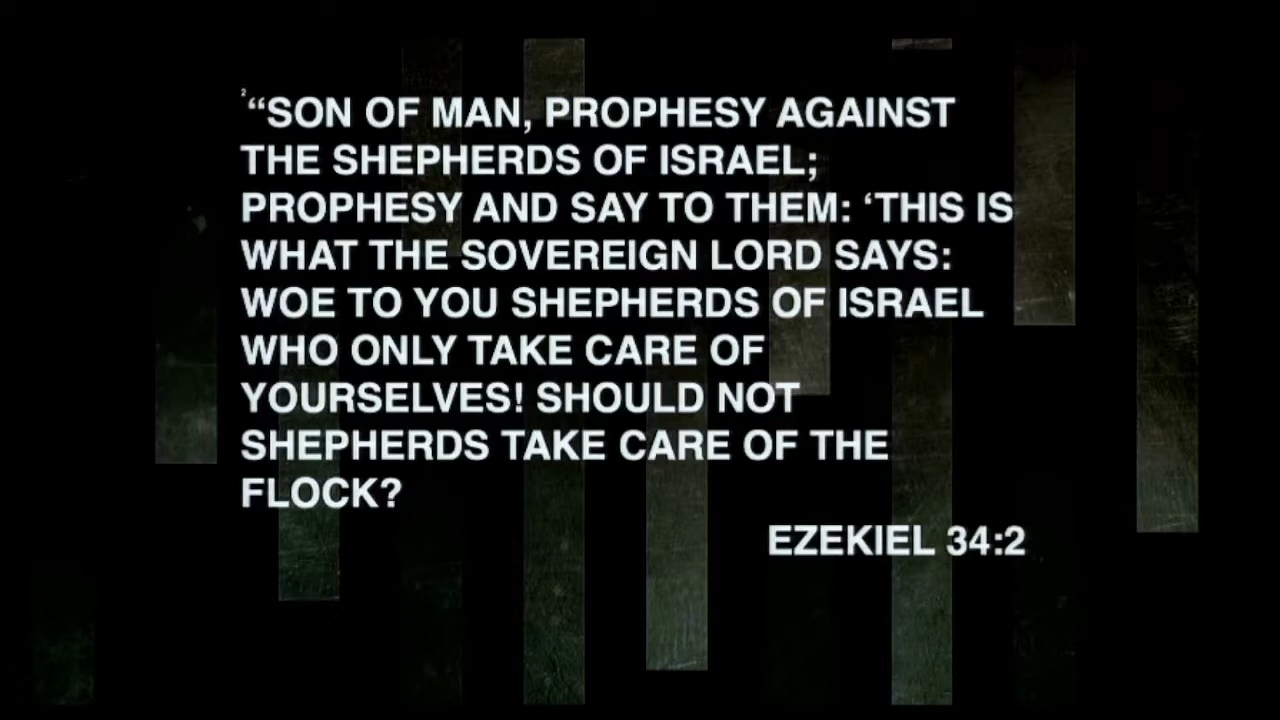 ²“SON OF MAN, PROPHESY AGAINST
THE SHEPHERDS OF ISRAEL;
PROPHESY AND SAY TO THEM: ‘THIS IS
WHAT THE SOVEREIGN LORD SAYS:
WOE TO YOU SHEPHERDS OF ISRAEL
WHO ONLY TAKE CARE OF
YOURSELVES! SHOULD NOT
SHEPHERDS TAKE CARE OF THE
FLOCK?
EZEKIEL 34:2